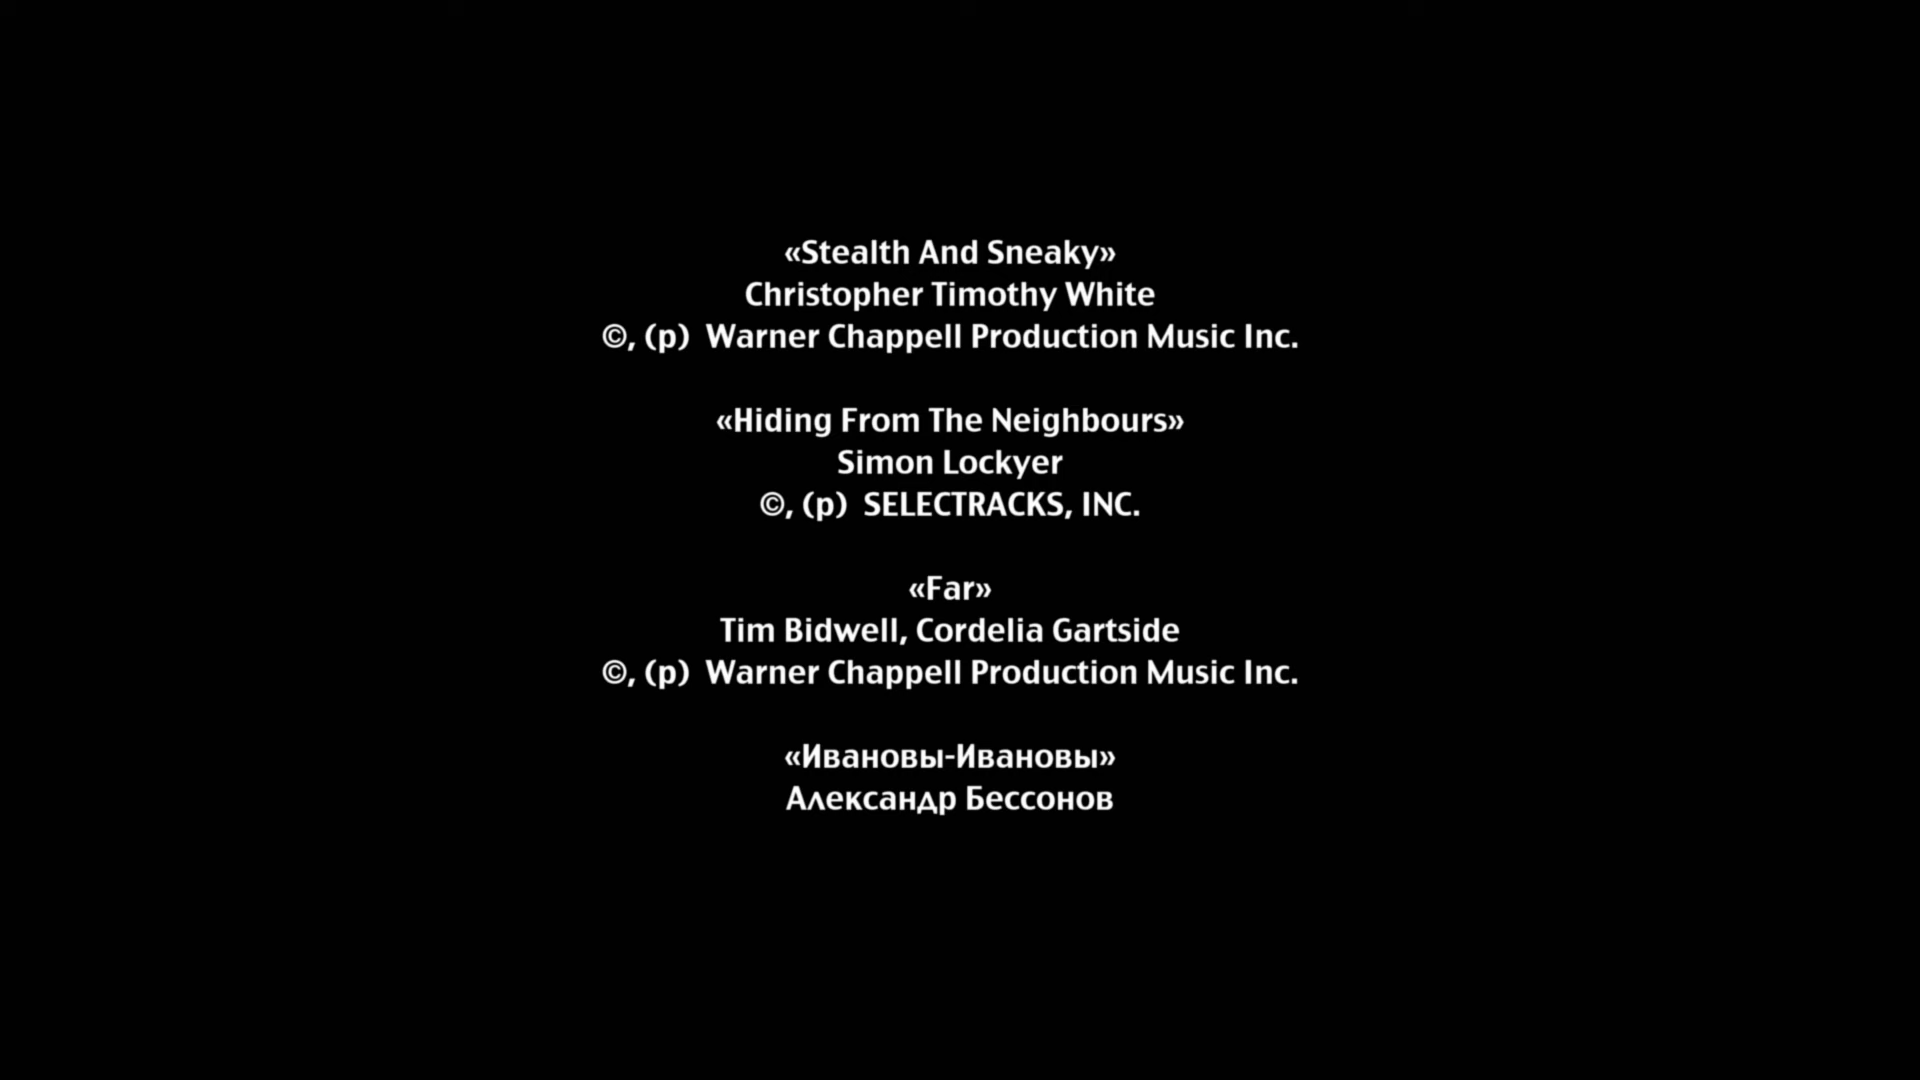 «Stealth And Sneaky»
Christopher Timothy White
©, (p) Warner Chappell Production Music Inc.
«Hiding From The Neighbours»
Simon Lockyer
©, (p) SELECTRACKS, INC.
«Far»
Tim Bidwell, Cordelia Gartside
©, (p) Warner Chappell Production Music Inc.
«Ивановы-Ивановы»
Александр Бессонов